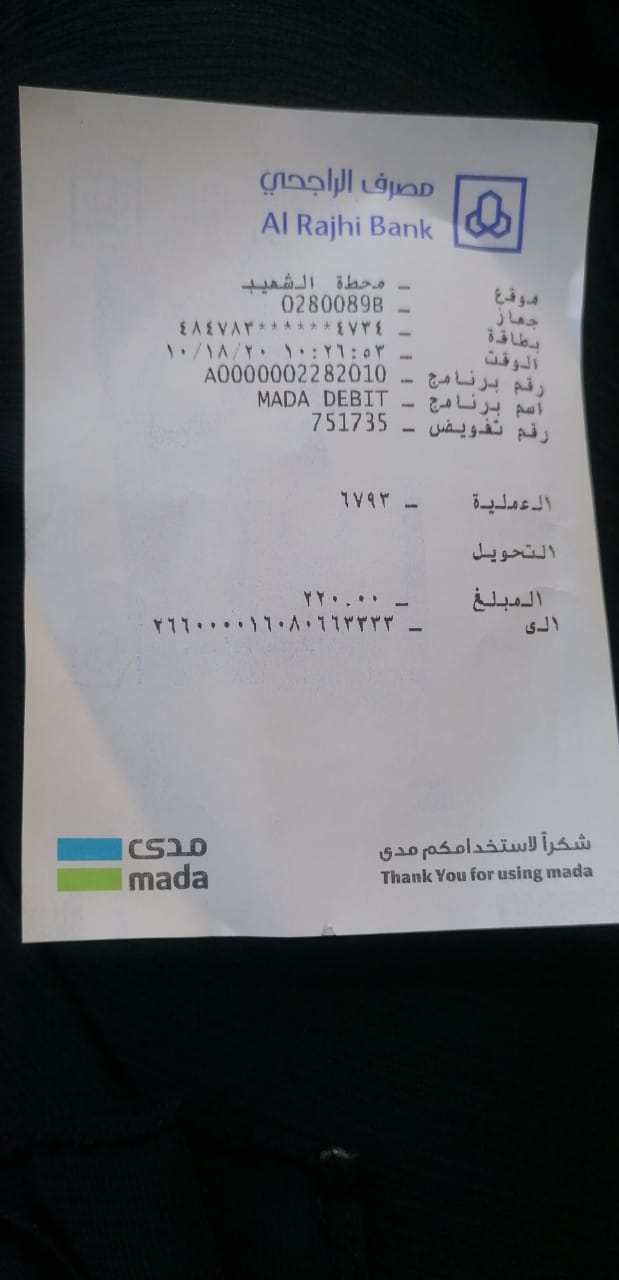 مصرف الراجحي
Al Rajhi Bank
موقع – محطة الشعيب
جهاز – 0280089B
بطاقة – ٤٨٤٧٨٣******٤٧٣٤
الوقت – ١٠/١٨/٢٠ ١٠:٢٦:٥٣
رقم برنامج – A0000002282010
اسم برنامج – MADA DEBIT
رقم تفويض – 751735
العملية – ٦٧٩٣
التحويل
المبلغ – ٢٢٠.٠٠
الى – ٢٦٦٠٠٠٠١٦٠٨٠٦٦٣٣٣٣
مدى
mada
شكراً لاستخدامكم مدى
Thank You for using mada